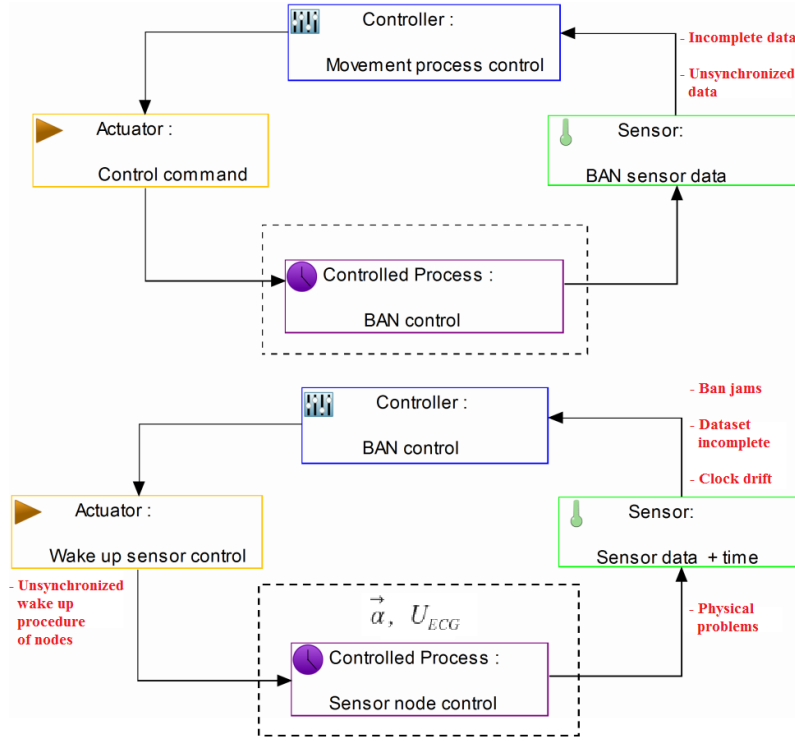 Controller :
Movement process control
- Incomplete data
- Unsynchronized
data
Actuator :
Control command
Sensor:
BAN sensor data
Controlled Process :
BAN control
Controller :
BAN control
- Ban jams
- Dataset
incomplete
- Clock drift
Actuator :
Wake up sensor control
Sensor:
Sensor data + time
- Unsynchronized
wake up
procedure
of nodes
- Physical
problems
α⃗, U_ECG
Controlled Process :
Sensor node control